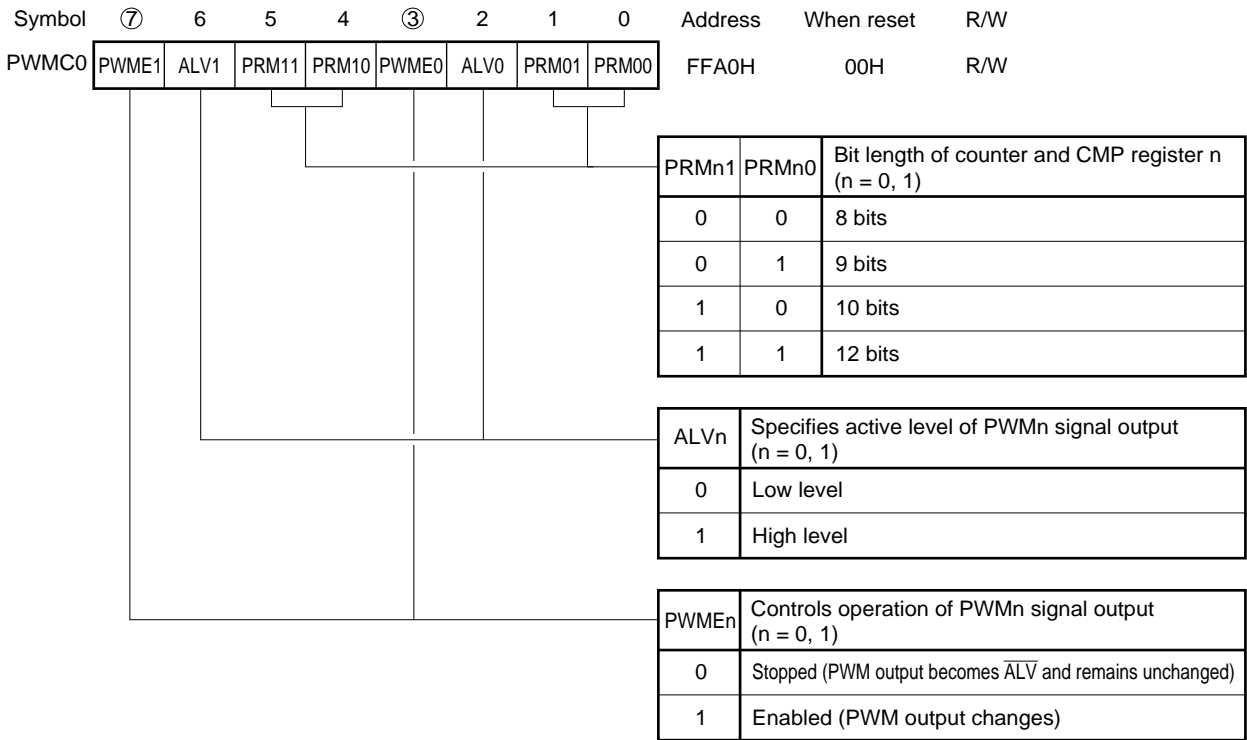 Symbol ⑦ 6 5 4 ③ 2 1 0 Address When reset R/W
PWMC0 PWME1 ALV1 PRM11 PRM10 PWME0 ALV0 PRM01 PRM00 FFA0H 00H R/W
PRMn1 PRMn0 Bit length of counter and CMP register n
(n = 0, 1)
0 0 8 bits
0 1 9 bits
1 0 10 bits
1 1 12 bits
ALVn Specifies active level of PWMn signal output
(n = 0, 1)
0 Low level
1 High level
PWMEn Controls operation of PWMn signal output
(n = 0, 1)
0 Stopped (PWM output becomes A̅L̅V̅ and remains unchanged)
1 Enabled (PWM output changes)